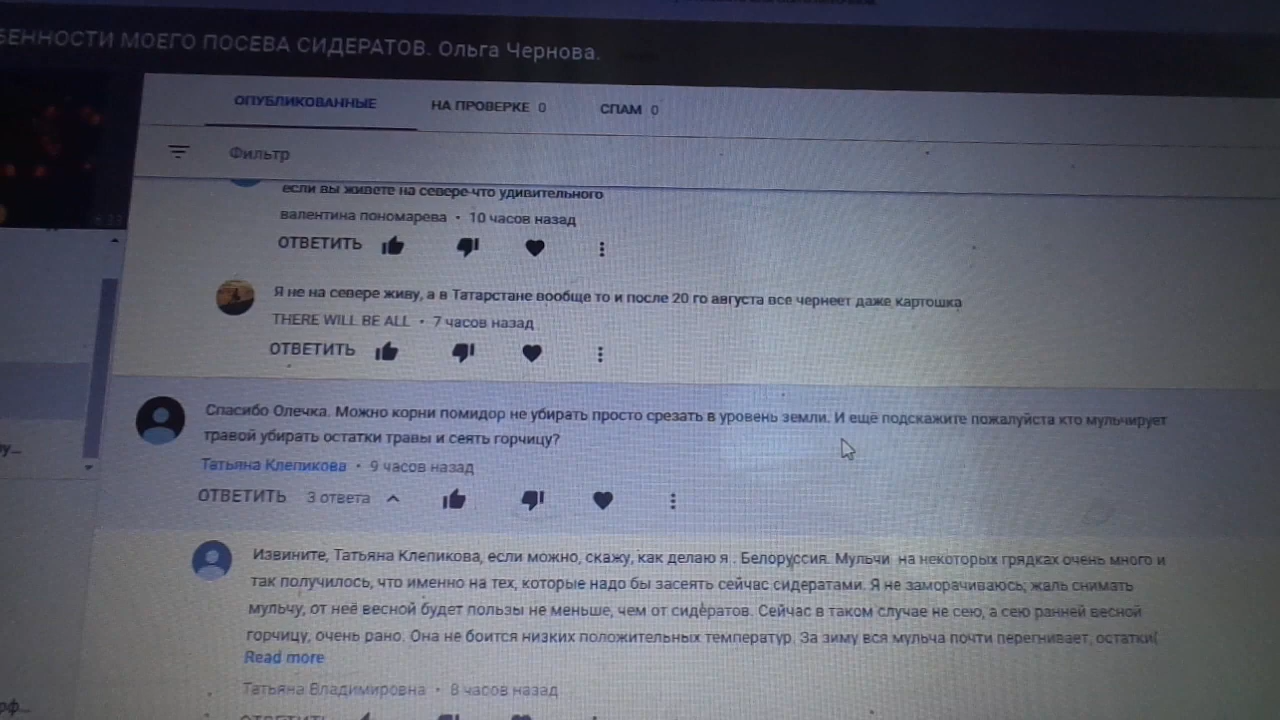 БЕННОСТИ МОЕГО ПОСЕВА СИДЕРАТОВ. Ольга Чернова.
ОПУБЛИКОВАННЫЕ НА ПРОВЕРКЕ 0 СПАМ 0
Фильтр
если вы живете на севере что удивительного
валентина пономарева • 10 часов назад
ОТВЕТИТЬ
Я не на севере живу, а в Татарстане вообще то и после 20 го августа все чернеет даже картошка
THERE WILL BE ALL • 7 часов назад
ОТВЕТИТЬ
Спасибо Олечка. Можно корни помидор не убирать просто срезать в уровень земли. И ещё подскажите пожалуйста кто мульчирует
травой убирать остатки травы и сеять горчицу?
Татьяна Клепикова • 9 часов назад
ОТВЕТИТЬ 3 ответа
Извините, Татьяна Клепикова, если можно, скажу, как делаю я . Белоруссия. Мульчи на некоторых грядках очень много и
так получилось, что именно на тех, которые надо бы засеять сейчас сидератами. Я не заморачиваюсь, жаль снимать
мульчу, от неё весной будет пользы не меньше, чем от сидератов. Сейчас в таком случае не сею, а сею ранней весной
горчицу, очень рано. Она не боится низких положительных температур. За зиму вся мульча почти перегнивает, остатки(
Read more
Татьяна Владимировна • 8 часов назад
ОТВЕТИТЬ